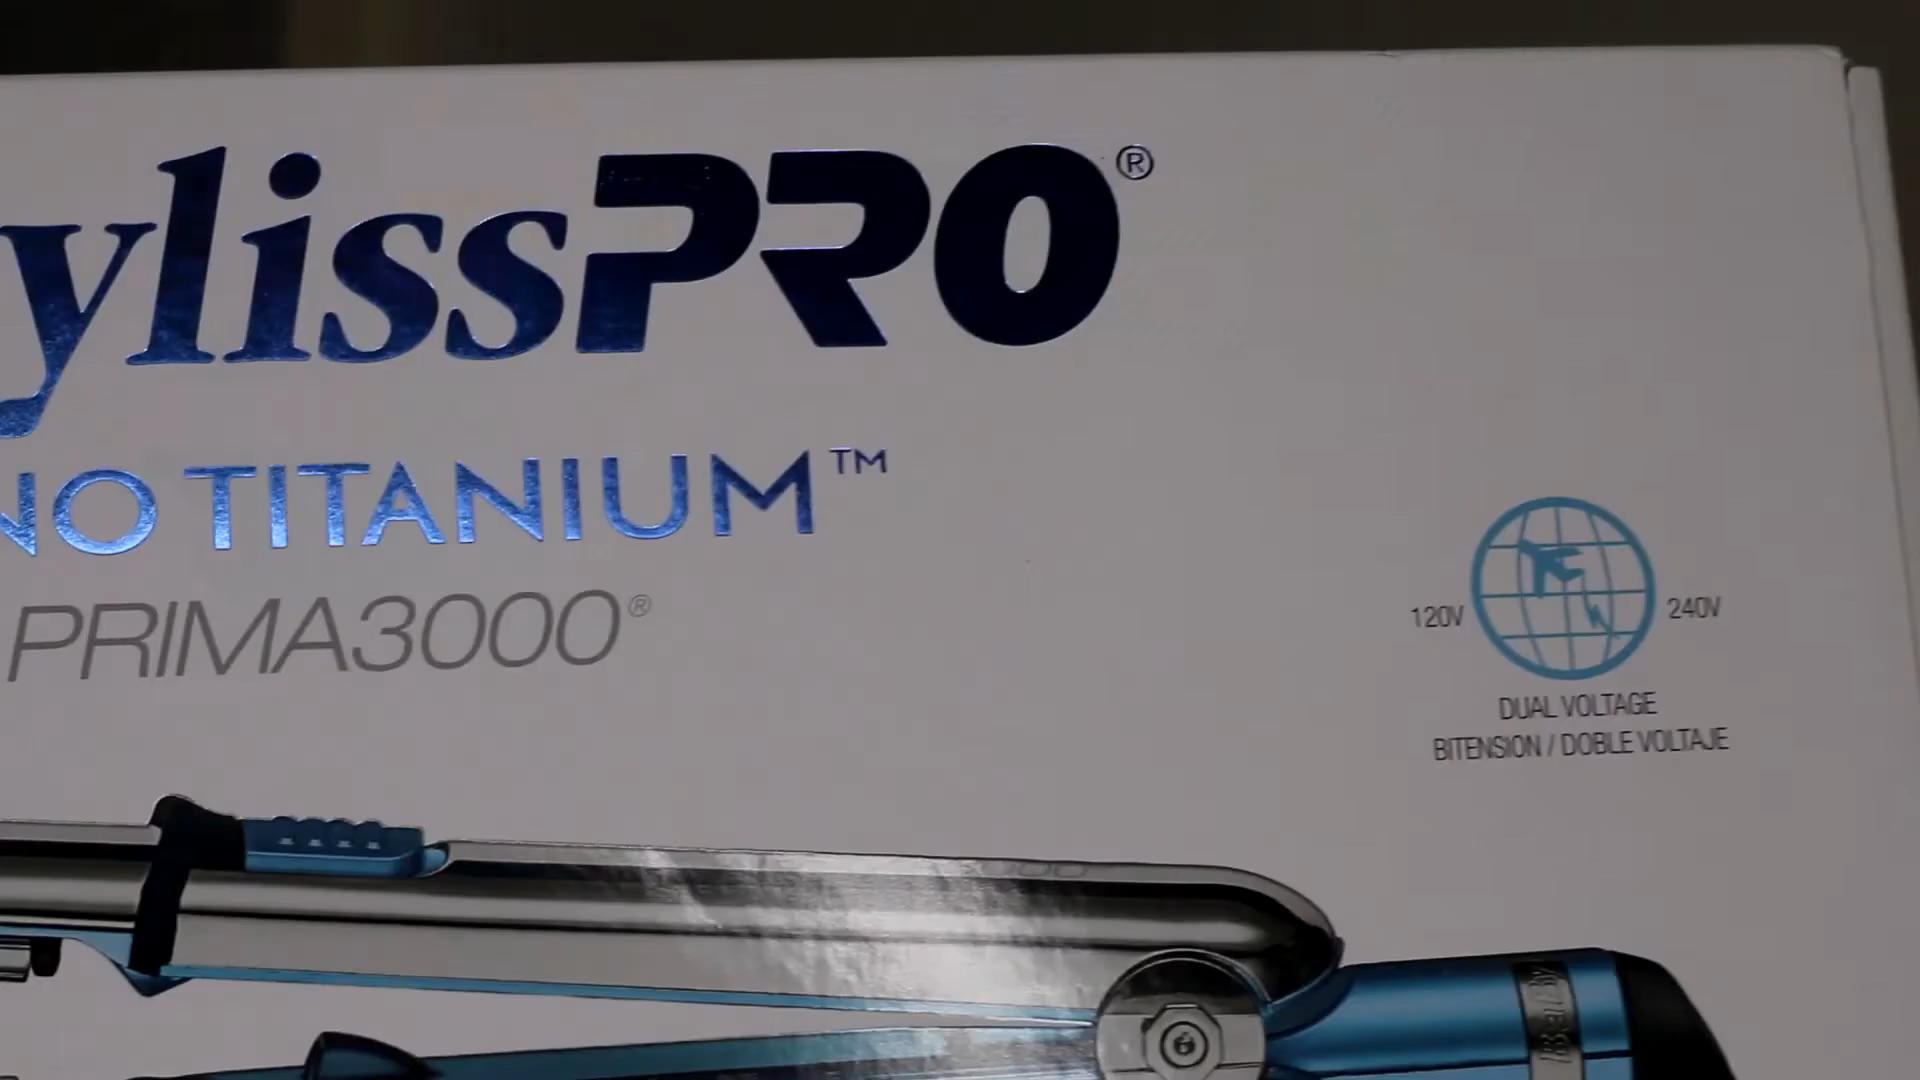 ylissPRO®
NO TITANIUM™
PRIMA3000®
120V
240V
DUAL VOLTAGE
BITENSION / DOBLE VOLTAJE